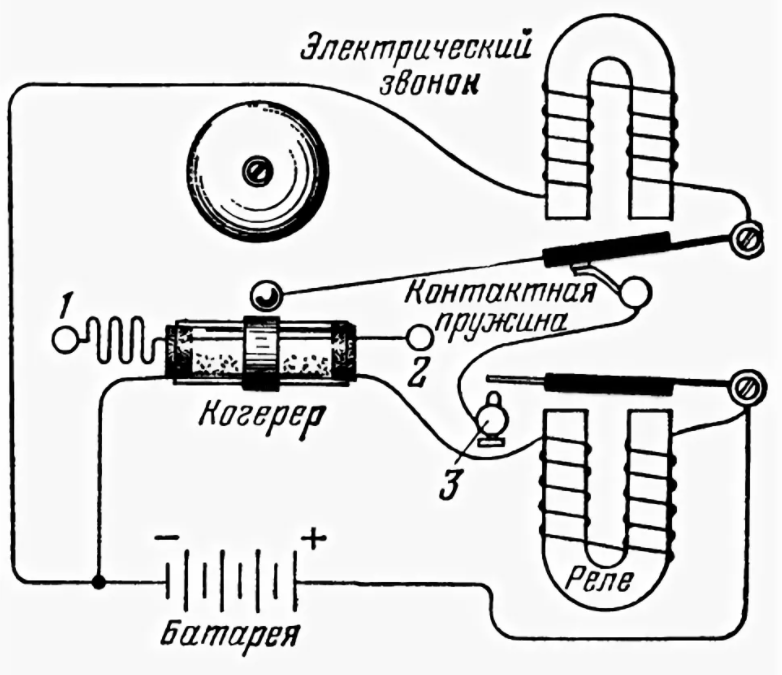 Электрический
звонок
1
Контактная
пружина
2
Когерер
3
− +
Реле
Батарея